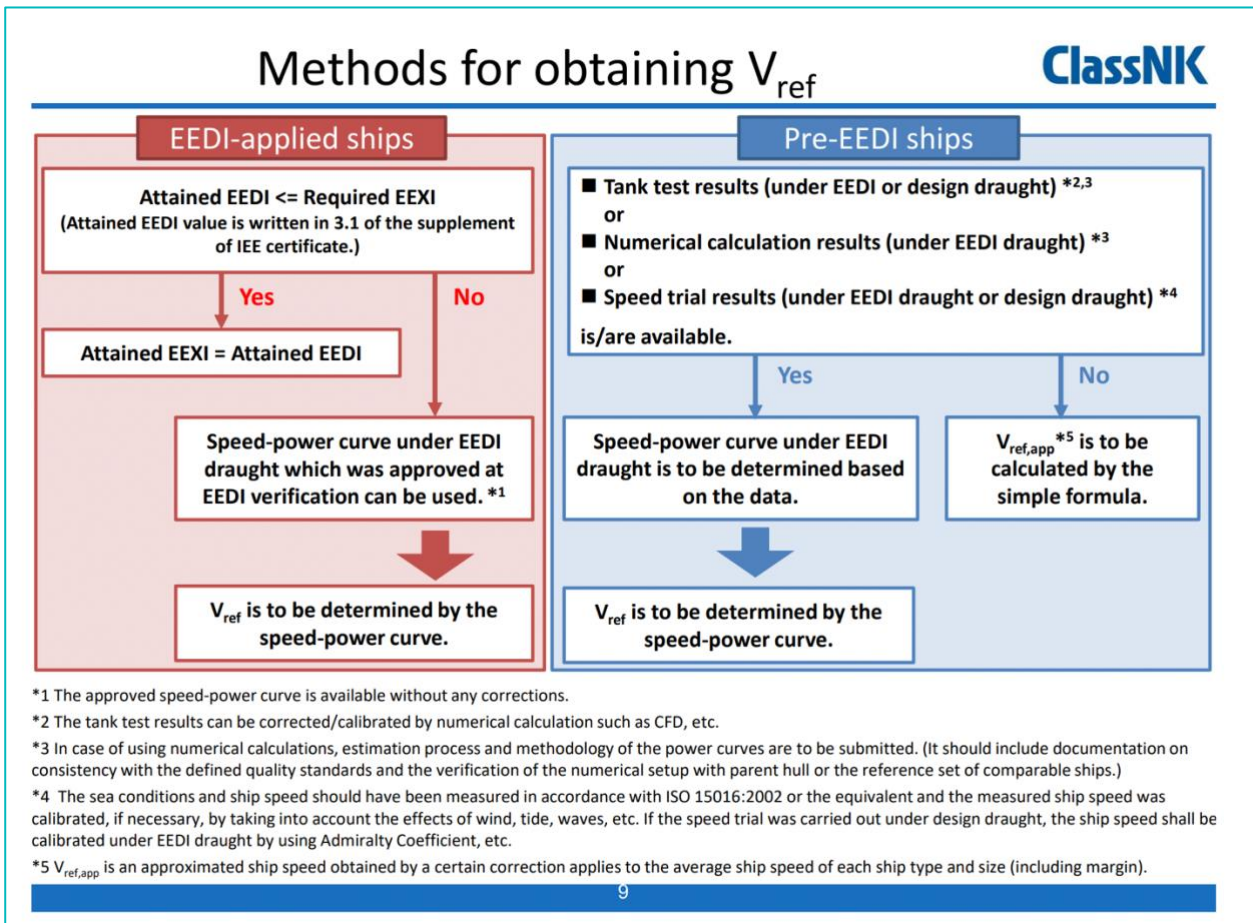 Methods for obtaining Vref
ClassNK
EEDI-applied ships
Attained EEDI <= Required EEXI
(Attained EEDI value is written in 3.1 of the supplement
of IEE certificate.)
Yes
No
Attained EEXI = Attained EEDI
Speed-power curve under EEDI
draught which was approved at
EEDI verification can be used. *1
Vref is to be determined by the
speed-power curve.
Pre-EEDI ships
■ Tank test results (under EEDI or design draught) *2,3
or
■ Numerical calculation results (under EEDI draught) *3
or
■ Speed trial results (under EEDI draught or design draught) *4
is/are available.
Yes
No
Speed-power curve under EEDI
draught is to be determined based
on the data.
Vref,app*5 is to be
calculated by the
simple formula.
Vref is to be determined by the
speed-power curve.
*1 The approved speed-power curve is available without any corrections.
*2 The tank test results can be corrected/calibrated by numerical calculation such as CFD, etc.
*3 In case of using numerical calculations, estimation process and methodology of the power curves are to be submitted. (It should include documentation on
consistency with the defined quality standards and the verification of the numerical setup with parent hull or the reference set of comparable ships.)
*4 The sea conditions and ship speed should have been measured in accordance with ISO 15016:2002 or the equivalent and the measured ship speed was
calibrated, if necessary, by taking into account the effects of wind, tide, waves, etc. If the speed trial was carried out under design draught, the ship speed shall be
calibrated under EEDI draught by using Admiralty Coefficient, etc.
*5 Vref,app is an approximated ship speed obtained by a certain correction applies to the average ship speed of each ship type and size (including margin).
9